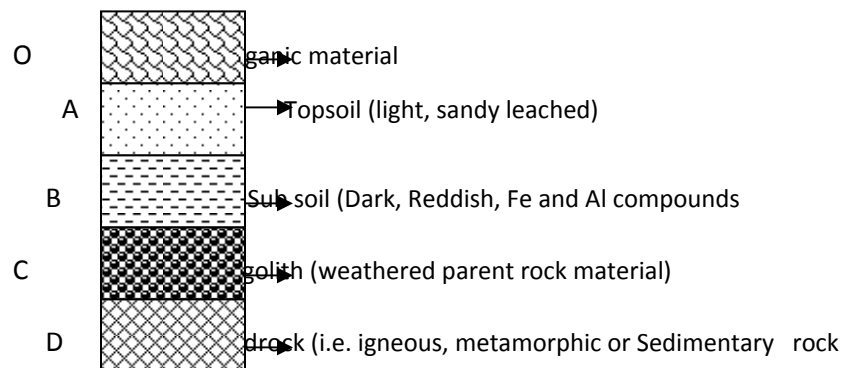 O ganic material
A Topsoil (light, sandy leached)
B Sub soil (Dark, Reddish, Fe and Al compounds
C golith (weathered parent rock material)
D drock (i.e. igneous, metamorphic or Sedimentary rock